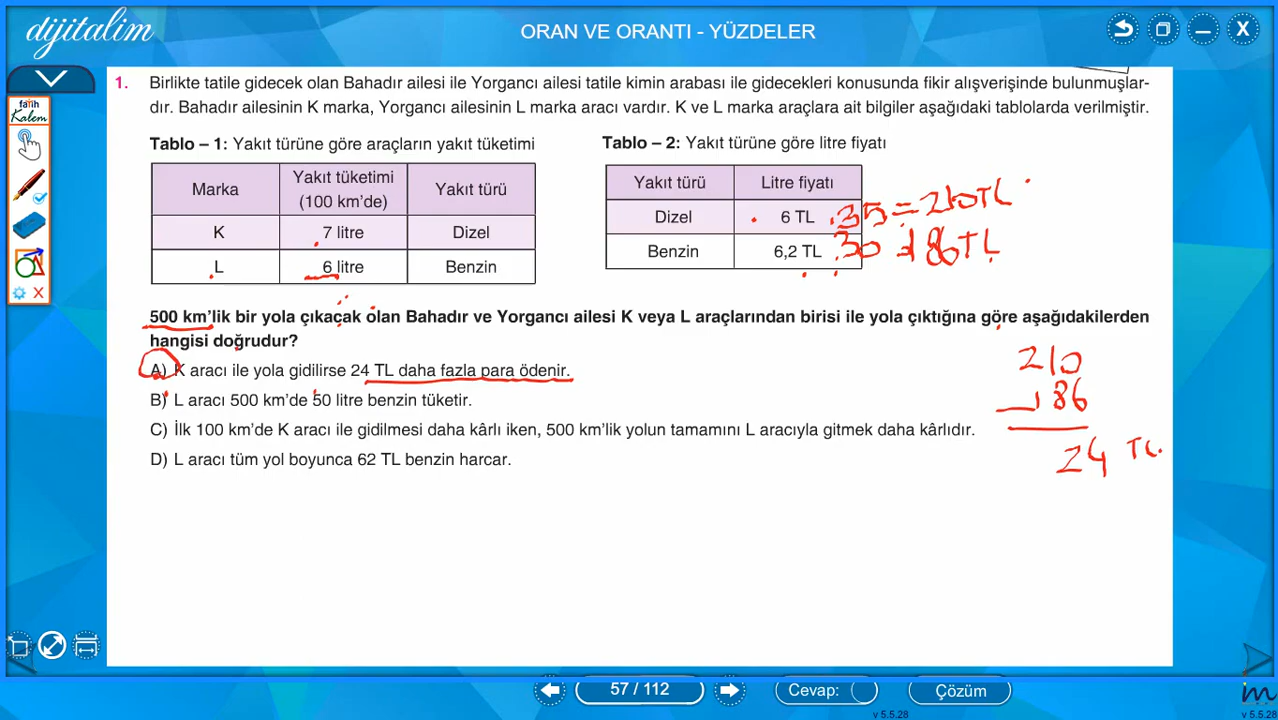 dijitalim
ORAN VE ORANTI - YÜZDELER
fatih
Kalem
1. Birlikte tatile gidecek olan Bahadır ailesi ile Yorgancı ailesi tatile kimin arabası ile gidecekleri konusunda fikir alışverişinde bulunmuşlar-
dır. Bahadır ailesinin K marka, Yorgancı ailesinin L marka aracı vardır. K ve L marka araçlara ait bilgiler aşağıdaki tablolarda verilmiştir.
Tablo – 1: Yakıt türüne göre araçların yakıt tüketimi
Marka Yakıt tüketimi (100 km'de) Yakıt türü
K 7 litre Dizel
L 6 litre Benzin
Tablo – 2: Yakıt türüne göre litre fiyatı
Yakıt türü Litre fiyatı
Dizel 6 TL .35 = 210TL
Benzin 6,2 TL .30 = 186TL
500 km'lik bir yola çıkaçak olan Bahadır ve Yorgancı ailesi K veya L araçlarından birisi ile yola çıktığına göre aşağıdakilerden
hangisi doğrudur?
A) K aracı ile yola gidilirse 24 TL daha fazla para ödenir.
B) L aracı 500 km'de 50 litre benzin tüketir.
C) İlk 100 km'de K aracı ile gidilmesi daha kârlı iken, 500 km'lik yolun tamamını L aracıyla gitmek daha kârlıdır.
D) L aracı tüm yol boyunca 62 TL benzin harcar.
210
186
24 TL.
57 / 112
Cevap:
Çözüm
v 5.5.28
im
v 5.5.28